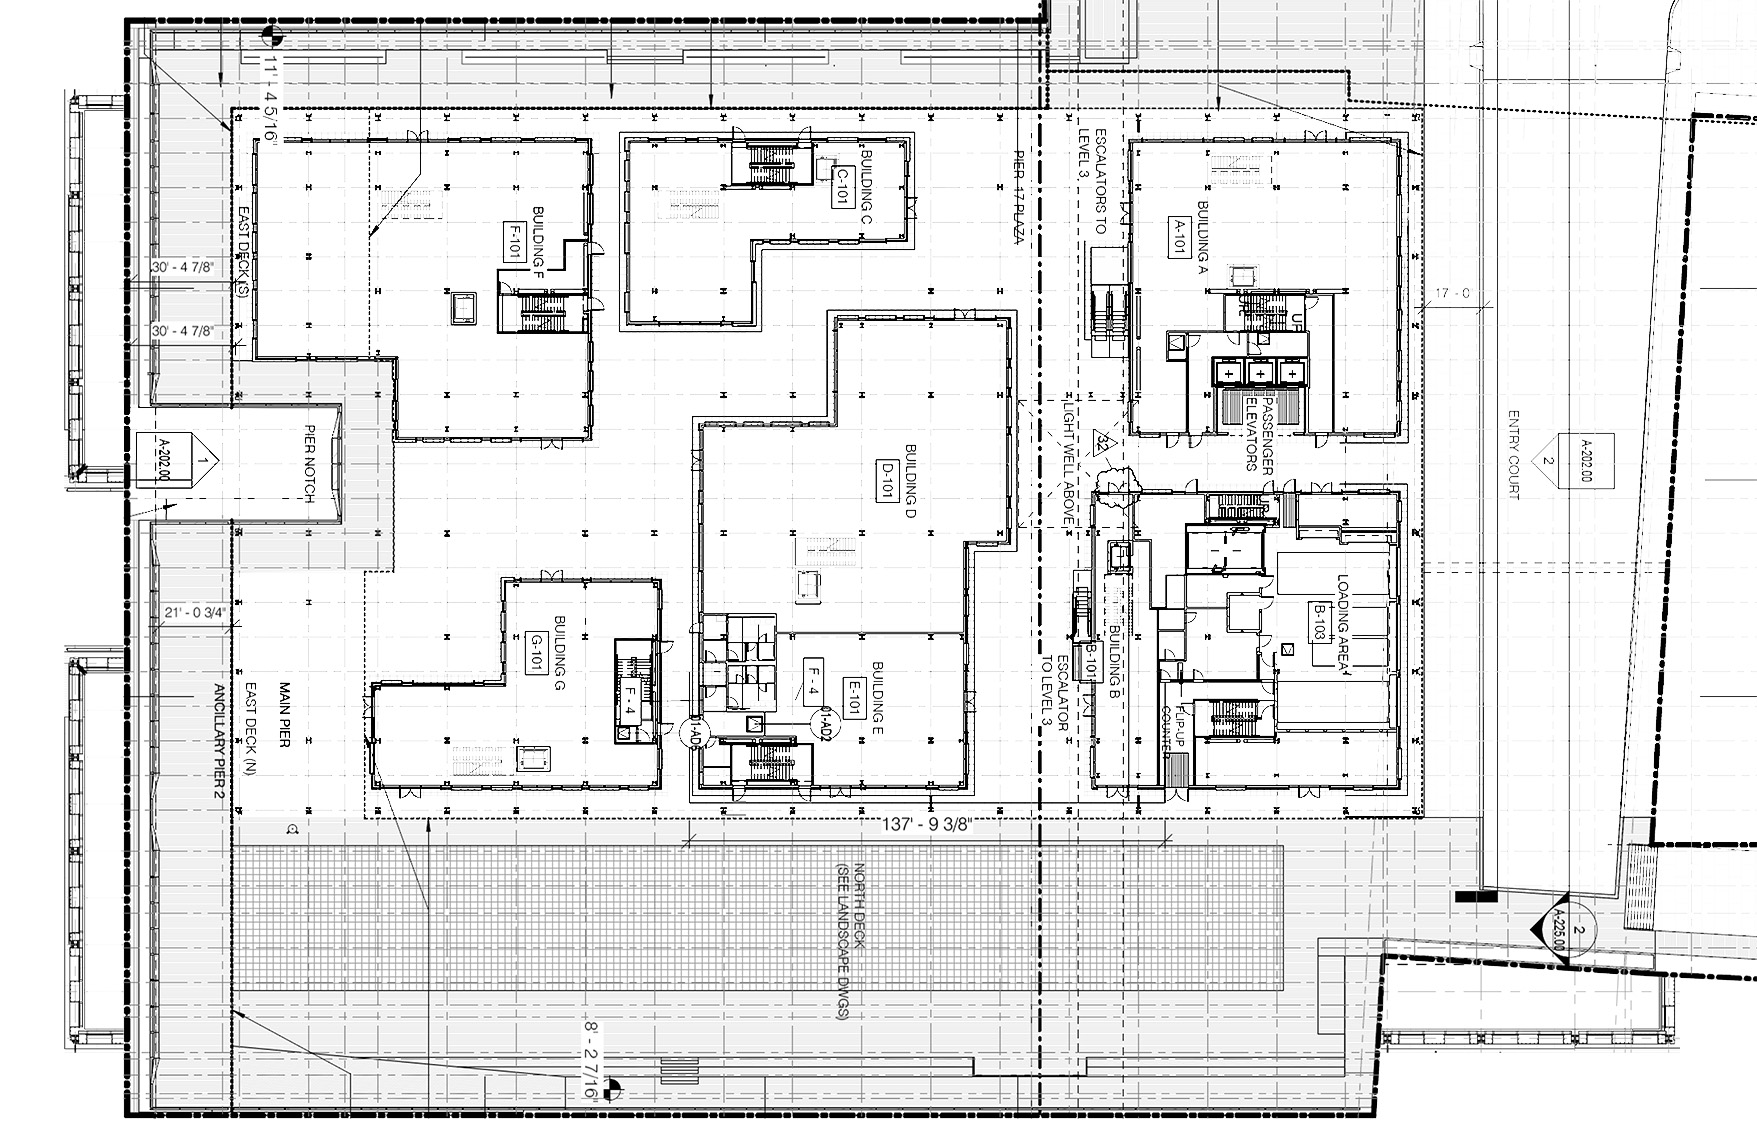 11' - 4 5/16"
30' - 4 7/8"
30' - 4 7/8"
EAST DECK (S)
BUILDING F
F-101
BUILDING C
C-101
PIER 17 PLAZA
ESCALATORS TO
LEVEL 3
BUILDING A
A-101
UP
17' - 0"
PASSENGER
ELEVATORS
ENTRY COURT
A-202.00
2
A-202.00
1
PIER NOTCH
BUILDING D
D-101
LIGHT WELL ABOVE
32
UP
LOADING AREA
B-103
BUILDING B
B-101
ESCALATOR
TO LEVEL 3
FLIP-UP
COUNTER
21' - 0 3/4"
BUILDING G
G-101
F - 4
BUILDING E
E-101
F - 4
01-AD2
MAIN PIER
EAST DECK (N)
ANCILLARY PIER 2
137' - 9 3/8"
NORTH DECK
(SEE LANDSCAPE DWGS)
2
A-225.00
8' - 2 7/16"